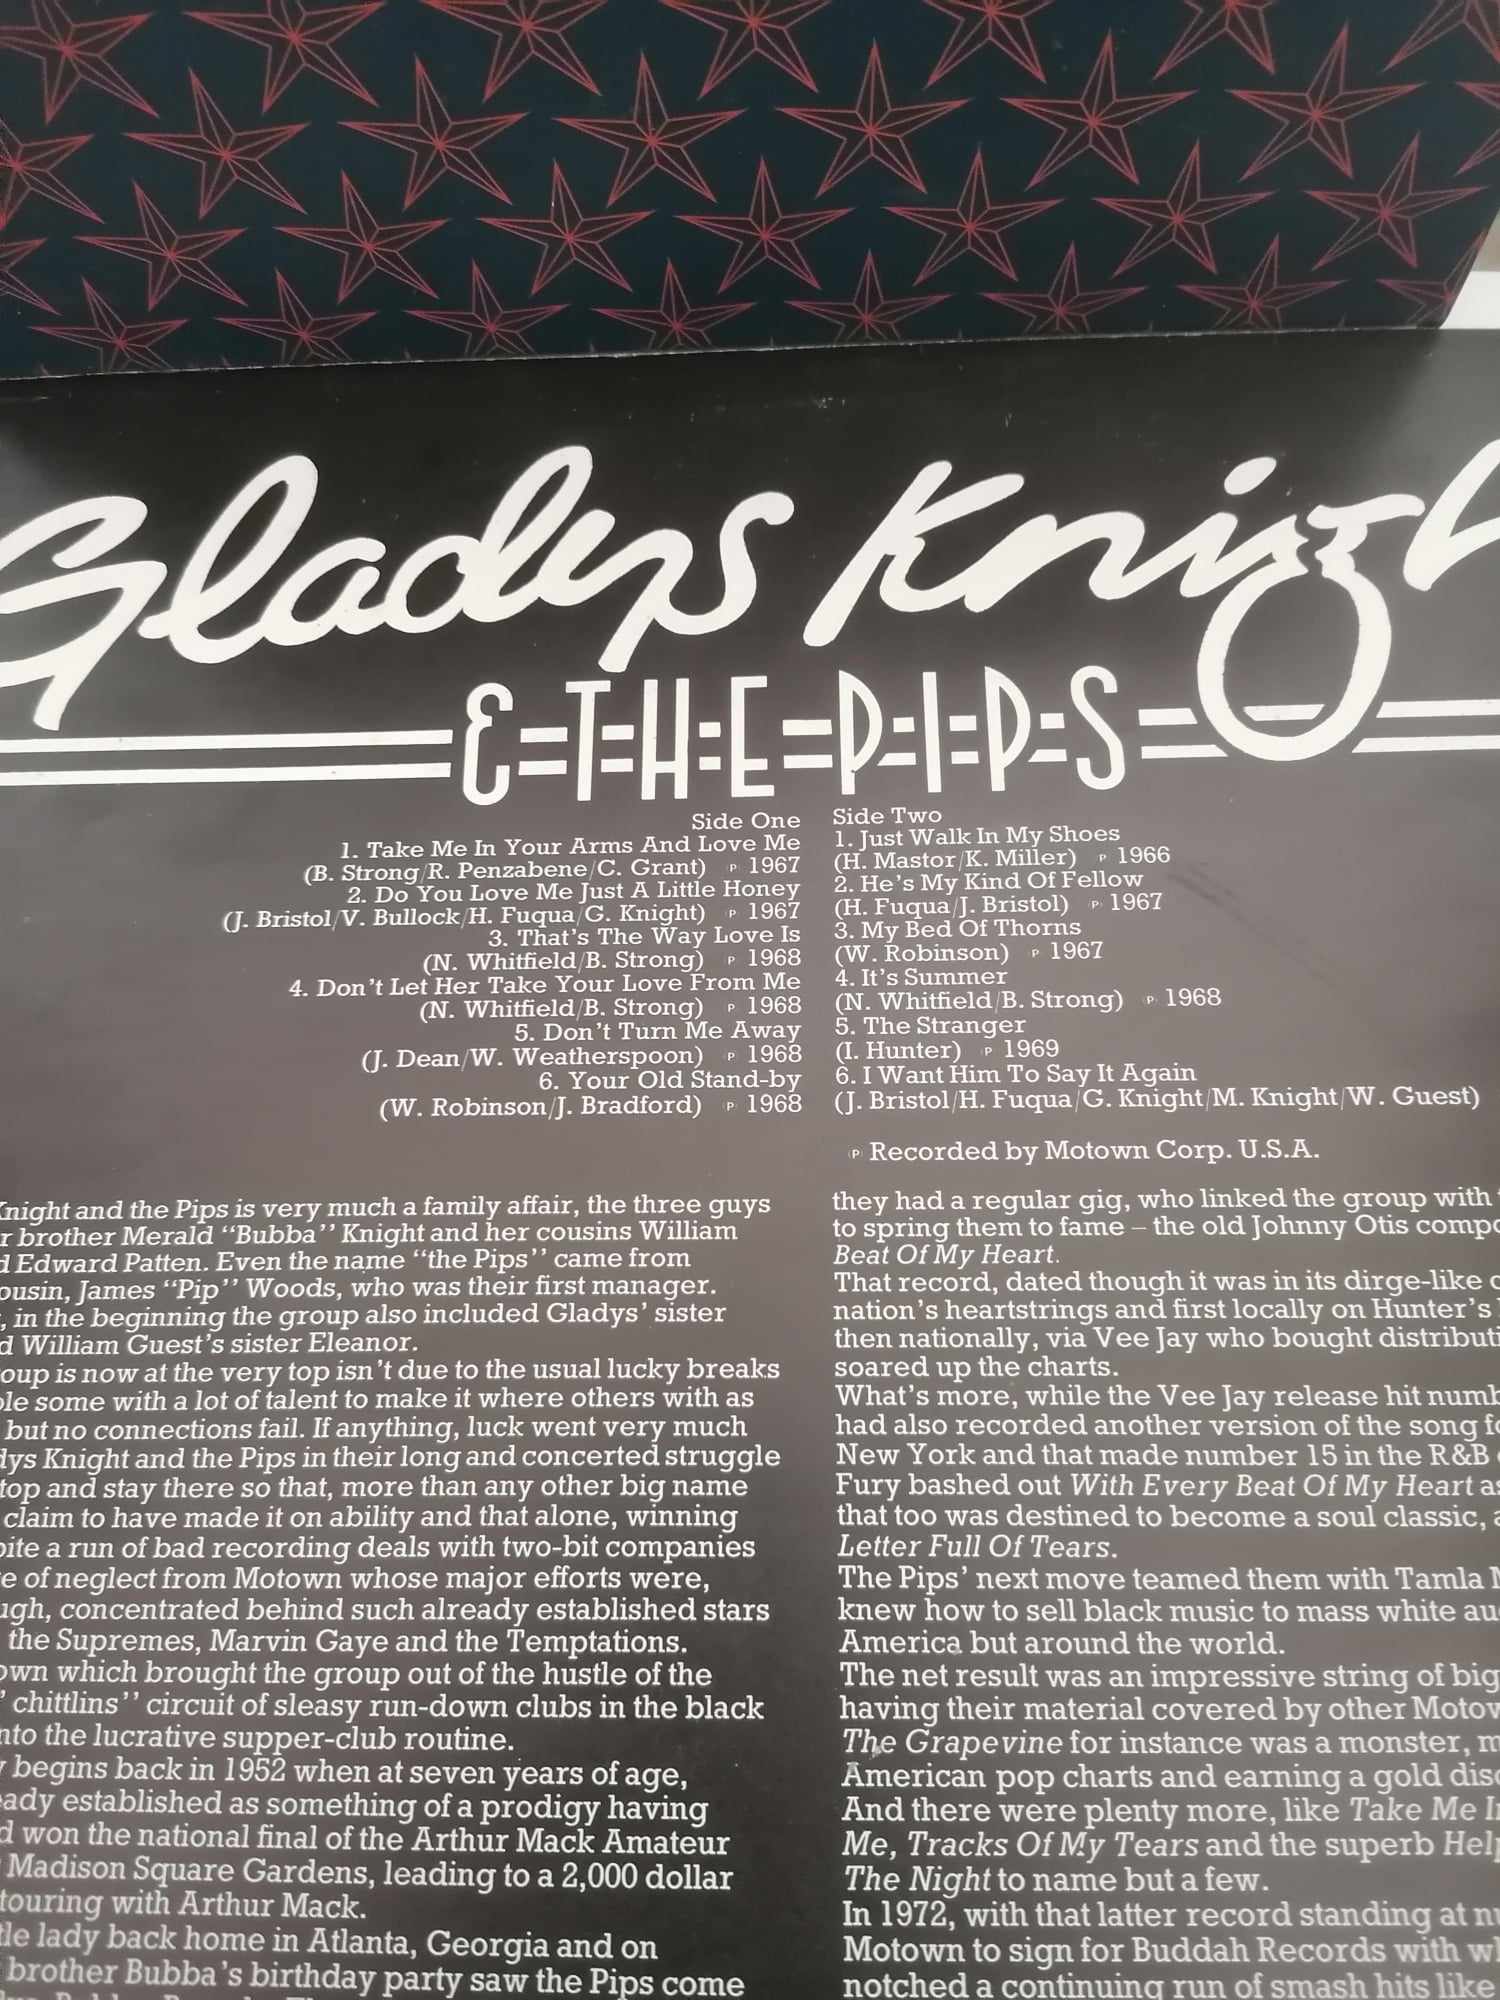 Gladys Knigh
& THE PIPS
Side One
1. Take Me In Your Arms And Love Me
(B. Strong/R. Penzabene/C. Grant) ℗ 1967
2. Do You Love Me Just A Little Honey
(J. Bristol/V. Bullock/H. Fuqua/G. Knight) ℗ 1967
3. That's The Way Love Is
(N. Whitfield/B. Strong) ℗ 1968
4. Don't Let Her Take Your Love From Me
(N. Whitfield/B. Strong) ℗ 1968
5. Don't Turn Me Away
(J. Dean/W. Weatherspoon) ℗ 1968
6. Your Old Stand-by
(W. Robinson/J. Bradford) ℗ 1968
Side Two
1. Just Walk In My Shoes
(H. Mastor/K. Miller) ℗ 1966
2. He's My Kind Of Fellow
(H. Fuqua/J. Bristol) ℗ 1967
3. My Bed Of Thorns
(W. Robinson) ℗ 1967
4. It's Summer
(N. Whitfield/B. Strong) ℗ 1968
5. The Stranger
(I. Hunter) ℗ 1969
6. I Want Him To Say It Again
(J. Bristol/H. Fuqua/G. Knight/M. Knight/W. Guest)
℗ Recorded by Motown Corp. U.S.A.
Knight and the Pips is very much a family affair, the three guys
r brother Merald "Bubba" Knight and her cousins William
d Edward Patten. Even the name "the Pips" came from
ousin, James "Pip" Woods, who was their first manager.
, in the beginning the group also included Gladys' sister
d William Guest's sister Eleanor.
oup is now at the very top isn't due to the usual lucky breaks
ble some with a lot of talent to make it where others with as
but no connections fail. If anything, luck went very much
dys Knight and the Pips in their long and concerted struggle
top and stay there so that, more than any other big name
claim to have made it on ability and that alone, winning
pite a run of bad recording deals with two-bit companies
e of neglect from Motown whose major efforts were,
ugh, concentrated behind such already established stars
the Supremes, Marvin Gaye and the Temptations.
own which brought the group out of the hustle of the
' chittlins'' circuit of sleasy run-down clubs in the black
nto the lucrative supper-club routine.
y begins back in 1952 when at seven years of age,
eady established as something of a prodigy having
d won the national final of the Arthur Mack Amateur
Madison Square Gardens, leading to a 2,000 dollar
touring with Arthur Mack.
tle lady back home in Atlanta, Georgia and on
brother Bubba's birthday party saw the Pips come
they had a regular gig, who linked the group with
to spring them to fame – the old Johnny Otis compo
Beat Of My Heart.
That record, dated though it was in its dirge-like
nation's heartstrings and first locally on Hunter's
then nationally, via Vee Jay who bought distributi
soared up the charts.
What's more, while the Vee Jay release hit numb
had also recorded another version of the song fo
New York and that made number 15 in the R&B
Fury bashed out With Every Beat Of My Heart as
that too was destined to become a soul classic, a
Letter Full Of Tears.
The Pips' next move teamed them with Tamla M
knew how to sell black music to mass white au
America but around the world.
The net result was an impressive string of big
having their material covered by other Motow
The Grapevine for instance was a monster, m
American pop charts and earning a gold disc
And there were plenty more, like Take Me In
Me, Tracks Of My Tears and the superb Help
The Night to name but a few.
In 1972, with that latter record standing at nu
Motown to sign for Buddah Records with wh
notched a continuing run of smash hits like